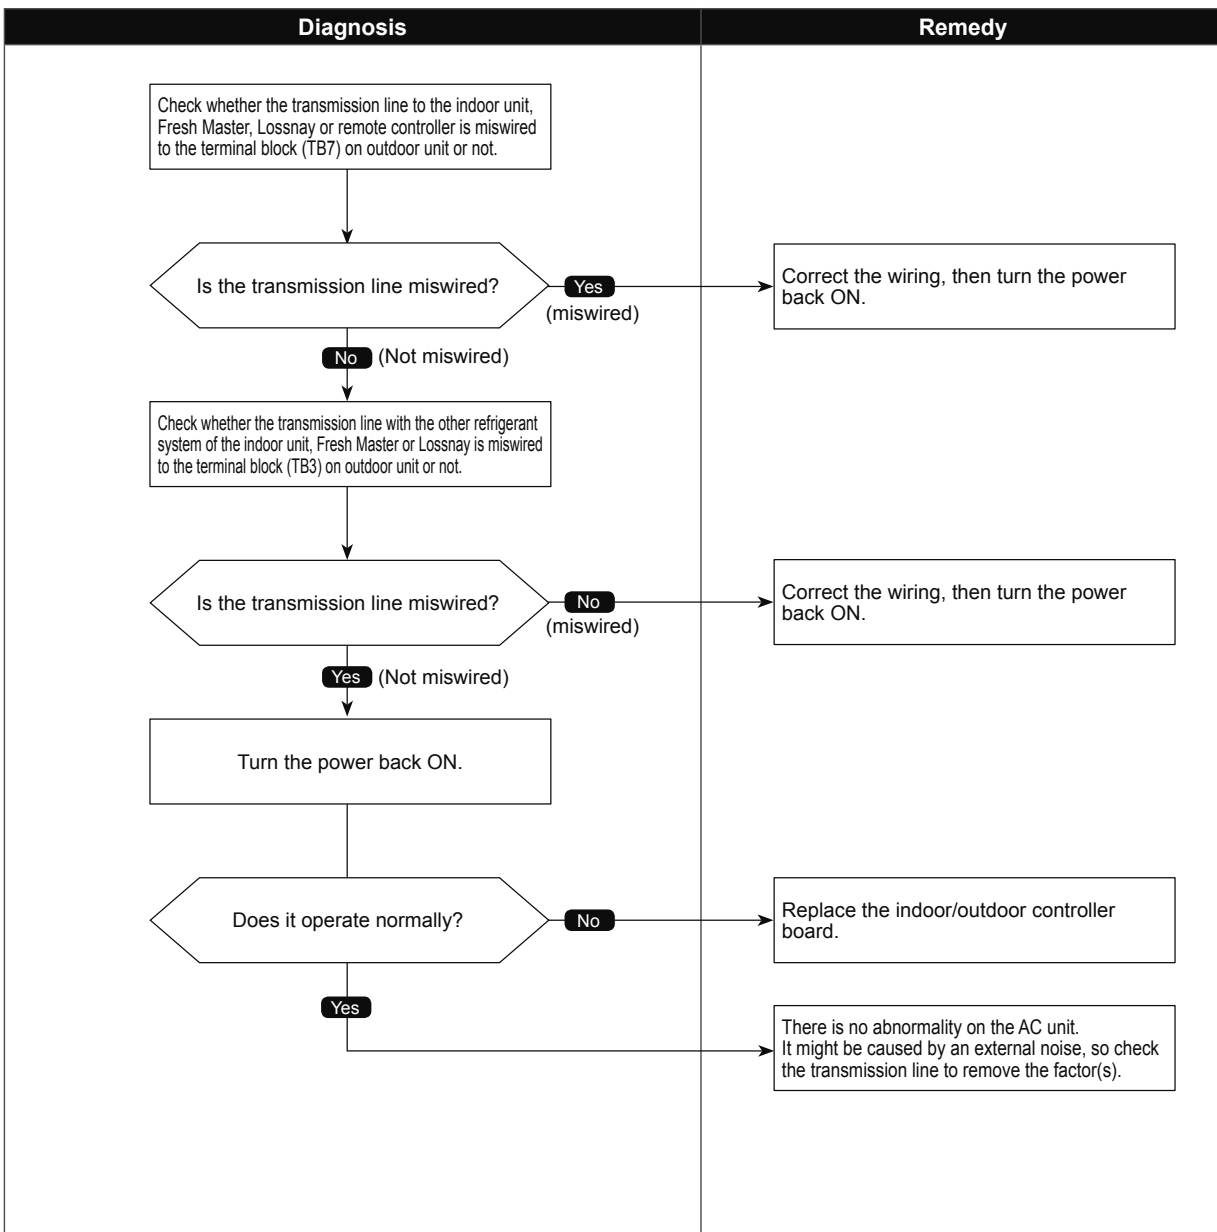 Diagnosis
Remedy
Check whether the transmission line to the indoor unit,
Fresh Master, Lossnay or remote controller is miswired
to the terminal block (TB7) on outdoor unit or not.
Is the transmission line miswired?
Yes
(miswired)
Correct the wiring, then turn the power
back ON.
No (Not miswired)
Check whether the transmission line with the other refrigerant
system of the indoor unit, Fresh Master or Lossnay is miswired
to the terminal block (TB3) on outdoor unit or not.
Is the transmission line miswired?
No
(miswired)
Correct the wiring, then turn the power
back ON.
Yes (Not miswired)
Turn the power back ON.
Does it operate normally?
No
Replace the indoor/outdoor controller
board.
Yes
There is no abnormality on the AC unit.
It might be caused by an external noise, so check
the transmission line to remove the factor(s).